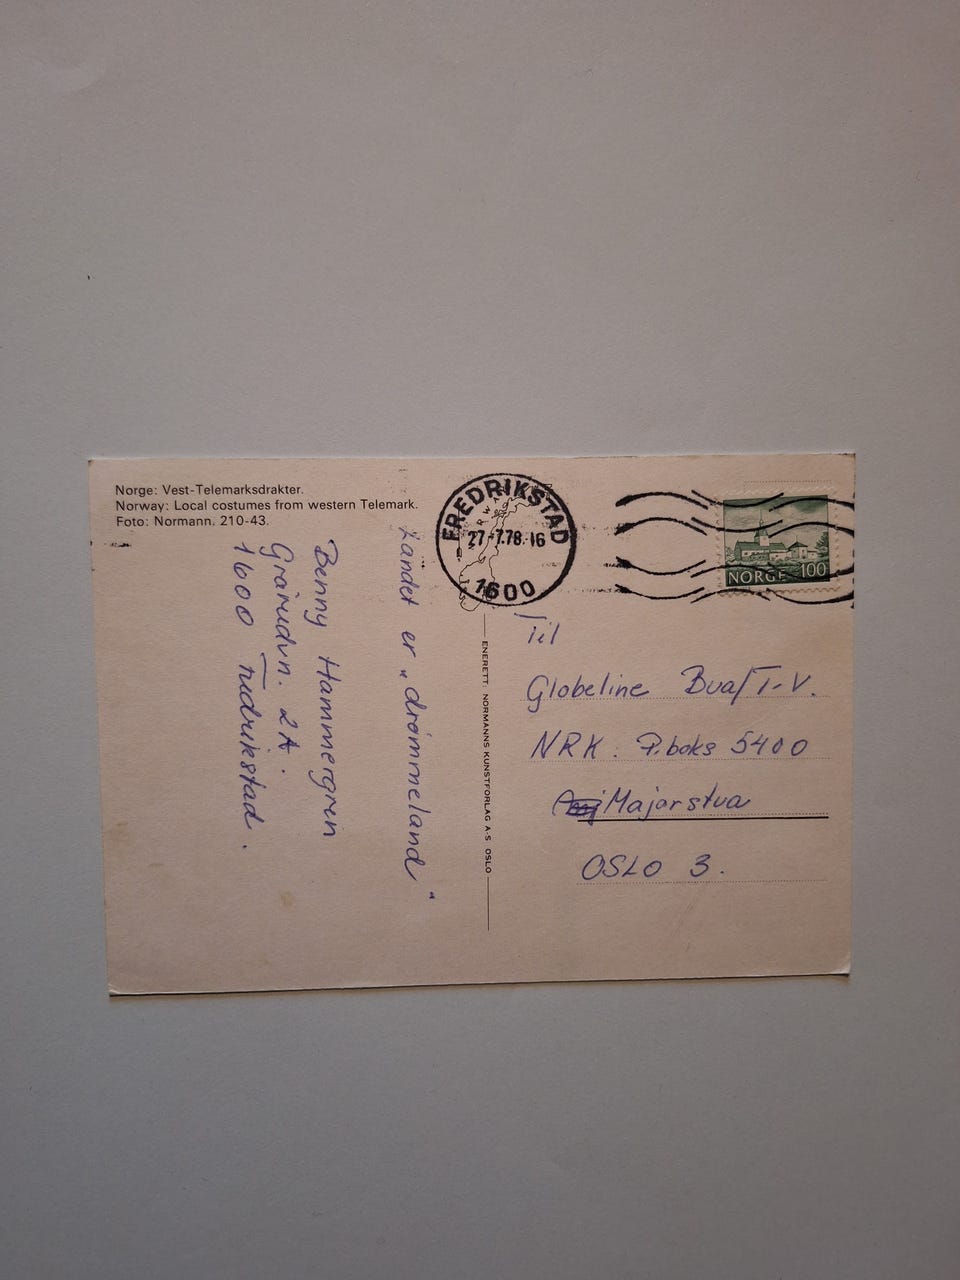 Norge: Vest-Telemarksdrakter.
Norway: Local costumes from western Telemark.
Foto: Normann. 210-43.
Landet er „drømmeland"
Benny Hammergren
2A.
1600 Fredrikstad.
ENERETT: NORMANNS KUNSTFORLAG A-S OSLO
FREDRIKSTAD
27-7.78.-16
1600
NORGE 100
Til
Globeline Bua/T-V.
NRK. P.boks 5400
Majorstua
OSLO 3.